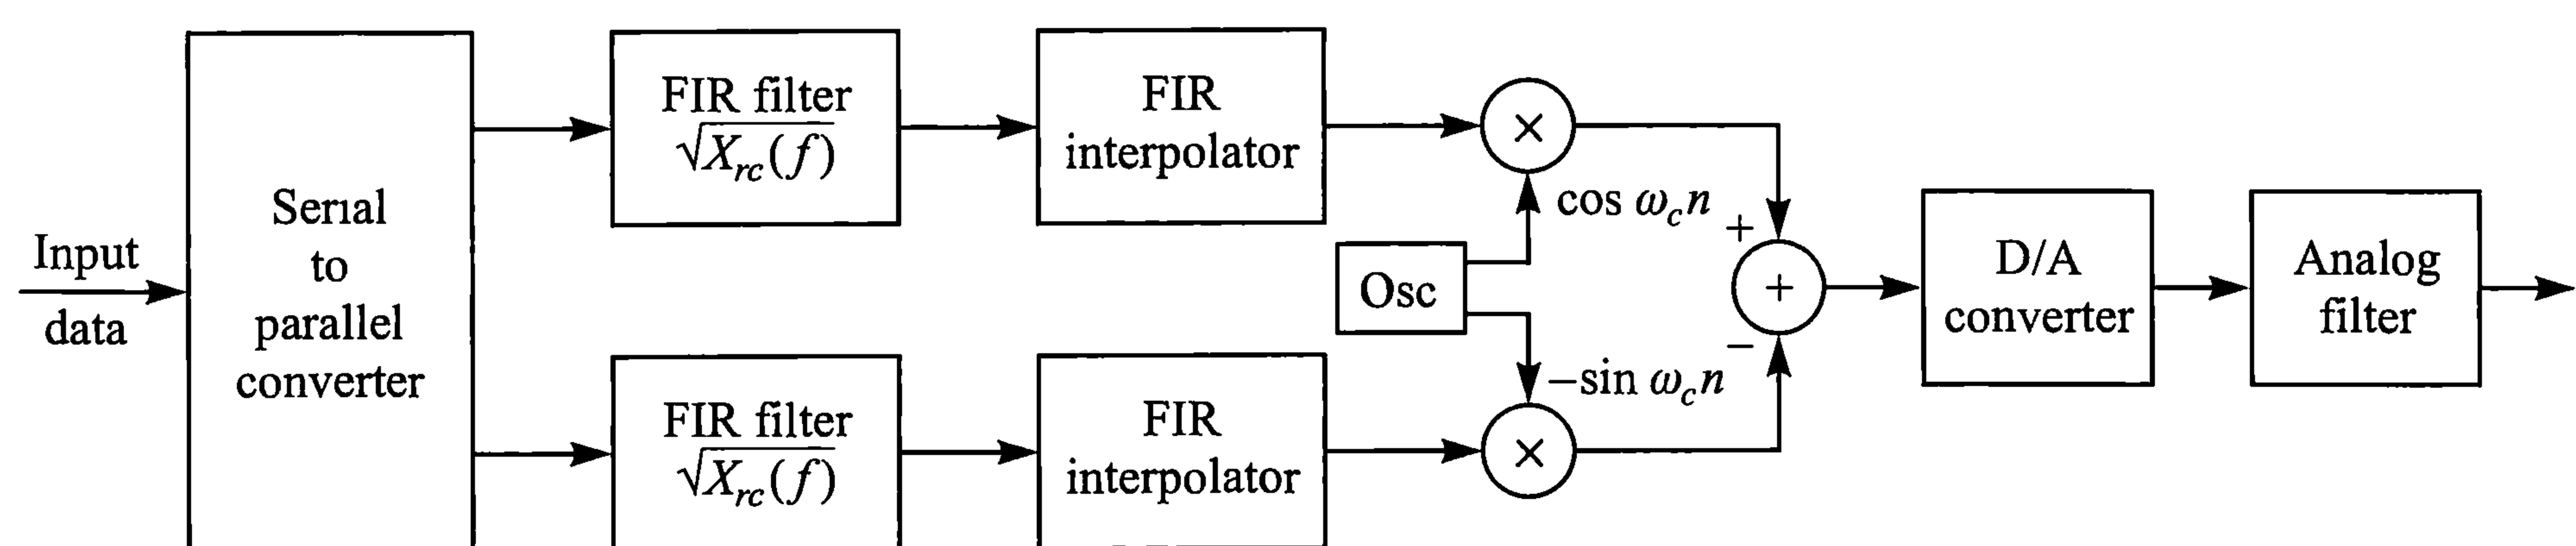 Input
data
Serial
to
parallel
converter
FIR filter
√X_rc(f)
FIR
interpolator
×
cos ω_c n
Osc
−sin ω_c n
FIR filter
√X_rc(f)
FIR
interpolator
×
+
+
−
D/A
converter
Analog
filter